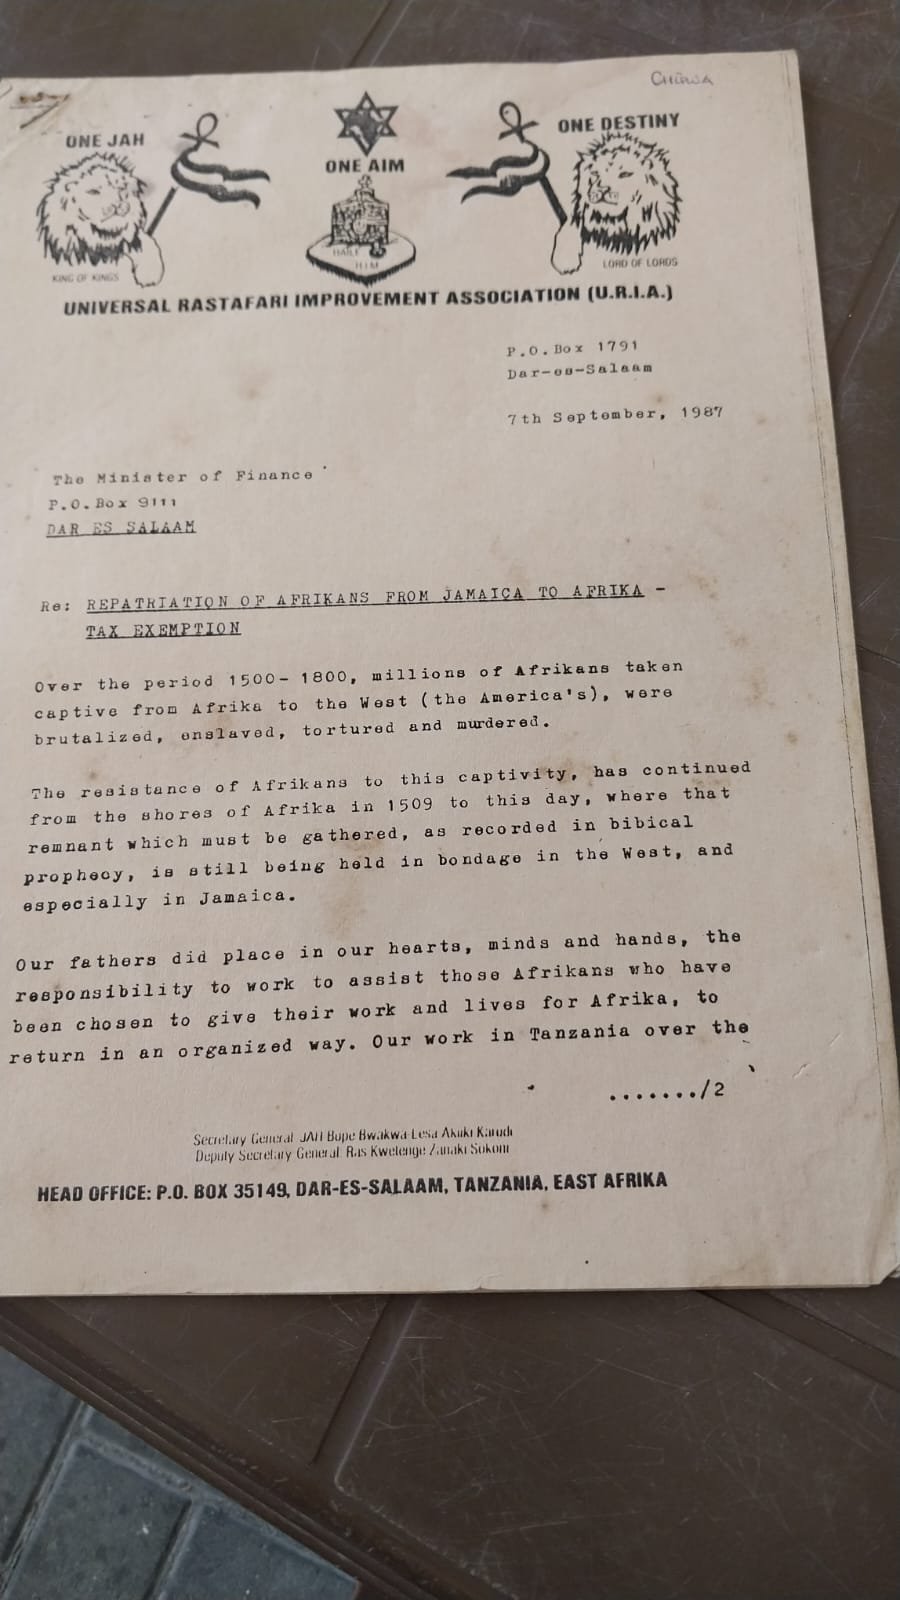 CHIRWA
ONE JAH
ONE AIM
ONE DESTINY
KING OF KINGS
HAILE
H.I.M
LORD OF LORDS
UNIVERSAL RASTAFARI IMPROVEMENT ASSOCIATION (U.R.I.A.)
P.O.Box 1791
Dar-es-Salaam
7th September, 1987
The Minister of Finance
P.O.Box 9111
DAR ES SALAAM
Re: REPATRIATION OF AFRIKANS FROM JAMAICA TO AFRIKA -
TAX EXEMPTION
Over the period 1500- 1800, millions of Afrikans taken
captive from Afrika to the West (the America's), were
brutalized, enslaved, tortured and murdered.
The resistance of Afrikans to this captivity, has continued
from the shores of Afrika in 1509 to this day, where that
remnant which must be gathered, as recorded in bibical
prophecy, is still being held in bondage in the West, and
especially in Jamaica.
Our fathers did place in our hearts, minds and hands, the
responsibility to work to assist those Afrikans who have
been chosen to give their work and lives for Afrika, to
return in an organized way. Our work in Tanzania over the
......./2
Secretary General: JAH Bupe Bwakwa-Lesa Akuki Karudi
Deputy Secretary General: Ras Kwetenge Zanaki Sokoni
HEAD OFFICE: P.O. BOX 35149, DAR-ES-SALAAM, TANZANIA, EAST AFRIKA